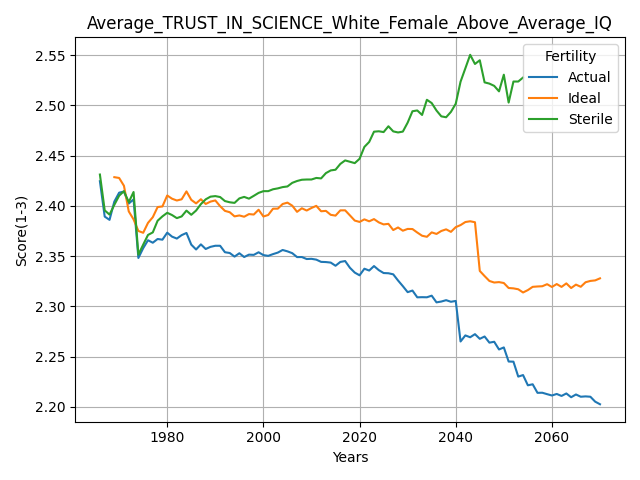 Average_TRUST_IN_SCIENCE_White_Female_Above_Average_IQ
Fertility
Actual
Ideal
Sterile
Score(1-3)
2.55
2.50
2.45
2.40
2.35
2.30
2.25
2.20
1980 2000 2020 2040 2060
Years